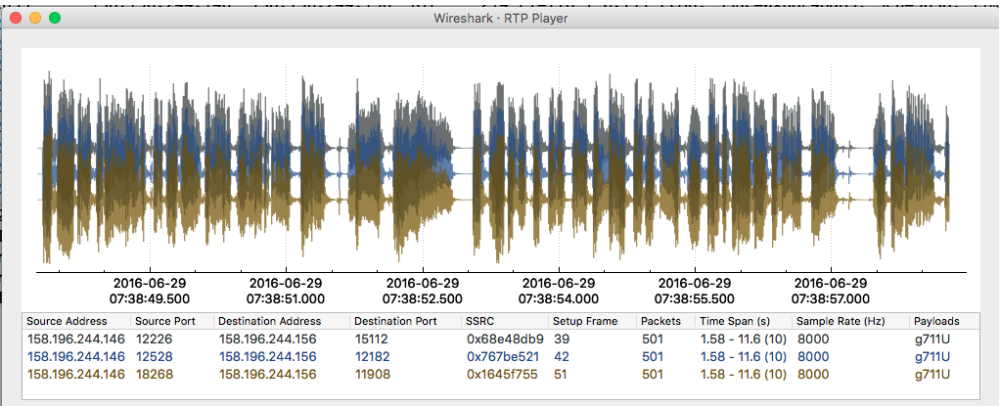 Wireshark · RTP Player
2016-06-29 2016-06-29 2016-06-29 2016-06-29 2016-06-29 2016-06-29
07:38:49.500 07:38:51.000 07:38:52.500 07:38:54.000 07:38:55.500 07:38:57.000
Source Address Source Port Destination Address Destination Port SSRC Setup Frame Packets Time Span (s) Sample Rate (Hz) Payloads
158.196.244.146 12226 158.196.244.156 15112 0x68e48db9 39 501 1.58 - 11.6 (10) 8000 g711U
158.196.244.146 12528 158.196.244.156 12182 0x767be521 42 501 1.58 - 11.6 (10) 8000 g711U
158.196.244.146 18268 158.196.244.156 11908 0x1645f755 51 501 1.58 - 11.6 (10) 8000 g711U